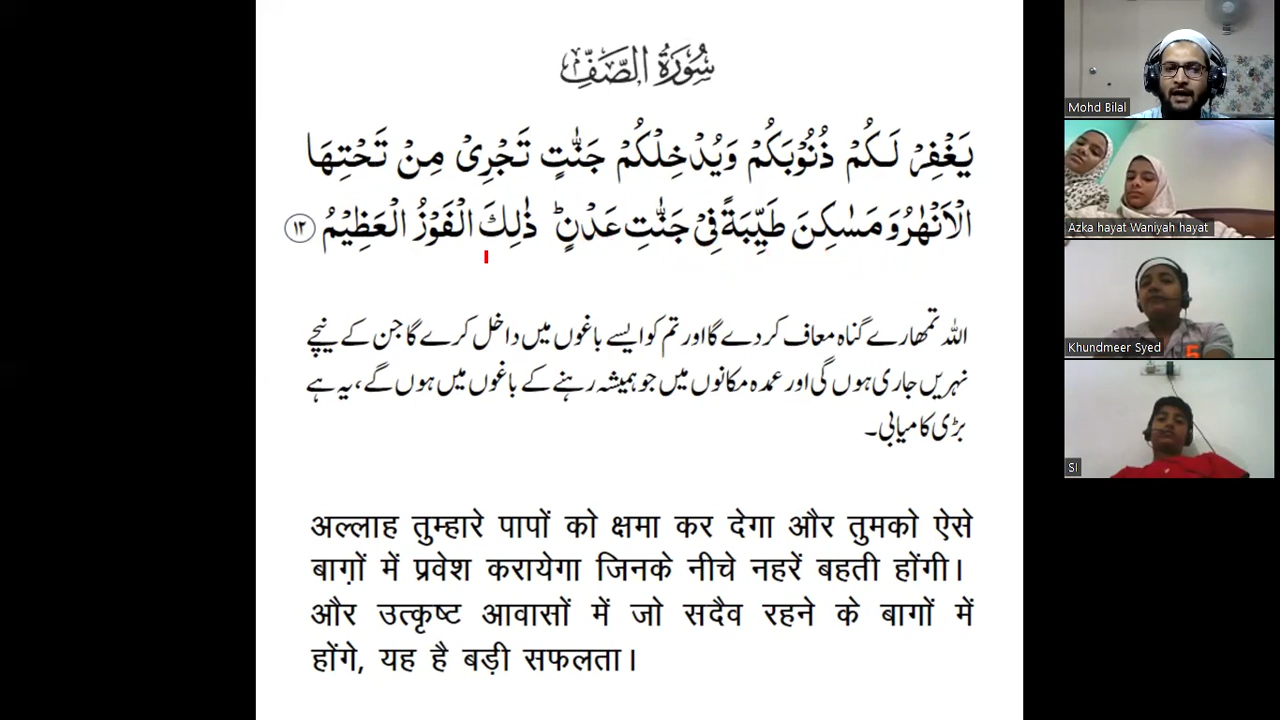 سُوْرَةُ الصَّفِّ
يَغْفِرْ لَكُمْ ذُنُوْبَكُمْ وَيُدْخِلْكُمْ جَنّٰتٍ تَجْرِىْ مِنْ تَحْتِهَا
الْاَنْهٰرُ وَ مَسٰكِنَ طَيِّبَةً فِىْ جَنّٰتِ عَدْنٍ ؕ ذٰلِكَ الْفَوْزُ الْعَظِيْمُ ۱۲
اللہ تمھارے گناہ معاف کردے گا اور تم کو ایسے باغوں میں داخل کرے گا جن کے نیچے
نہریں جاری ہوں گی اور عمدہ مکانوں میں جو ہمیشہ رہنے کے باغوں میں ہوں گے، یہ ہے
بڑی کامیابی۔
अल्लाह तुम्हारे पापों को क्षमा कर देगा और तुमको ऐसे
बाग़ों में प्रवेश करायेगा जिनके नीचे नहरें बहती होंगी।
और उत्कृष्ट आवासों में जो सदैव रहने के बागों में
होंगे, यह है बड़ी सफलता।
Mohd Bilal
Azka hayat Waniyah hayat
Khundmeer Syed
SI